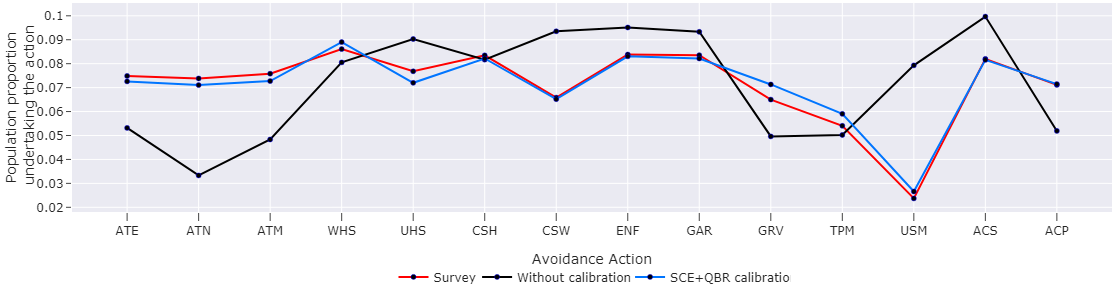 Population proportion
undertaking the action
0.1
0.09
0.08
0.07
0.06
0.05
0.04
0.03
0.02
ATE ATN ATM WHS UHS CSH CSW ENF GAR GRV TPM USM ACS ACP
Avoidance Action
Survey Without calibration SCE+QBR calibratio